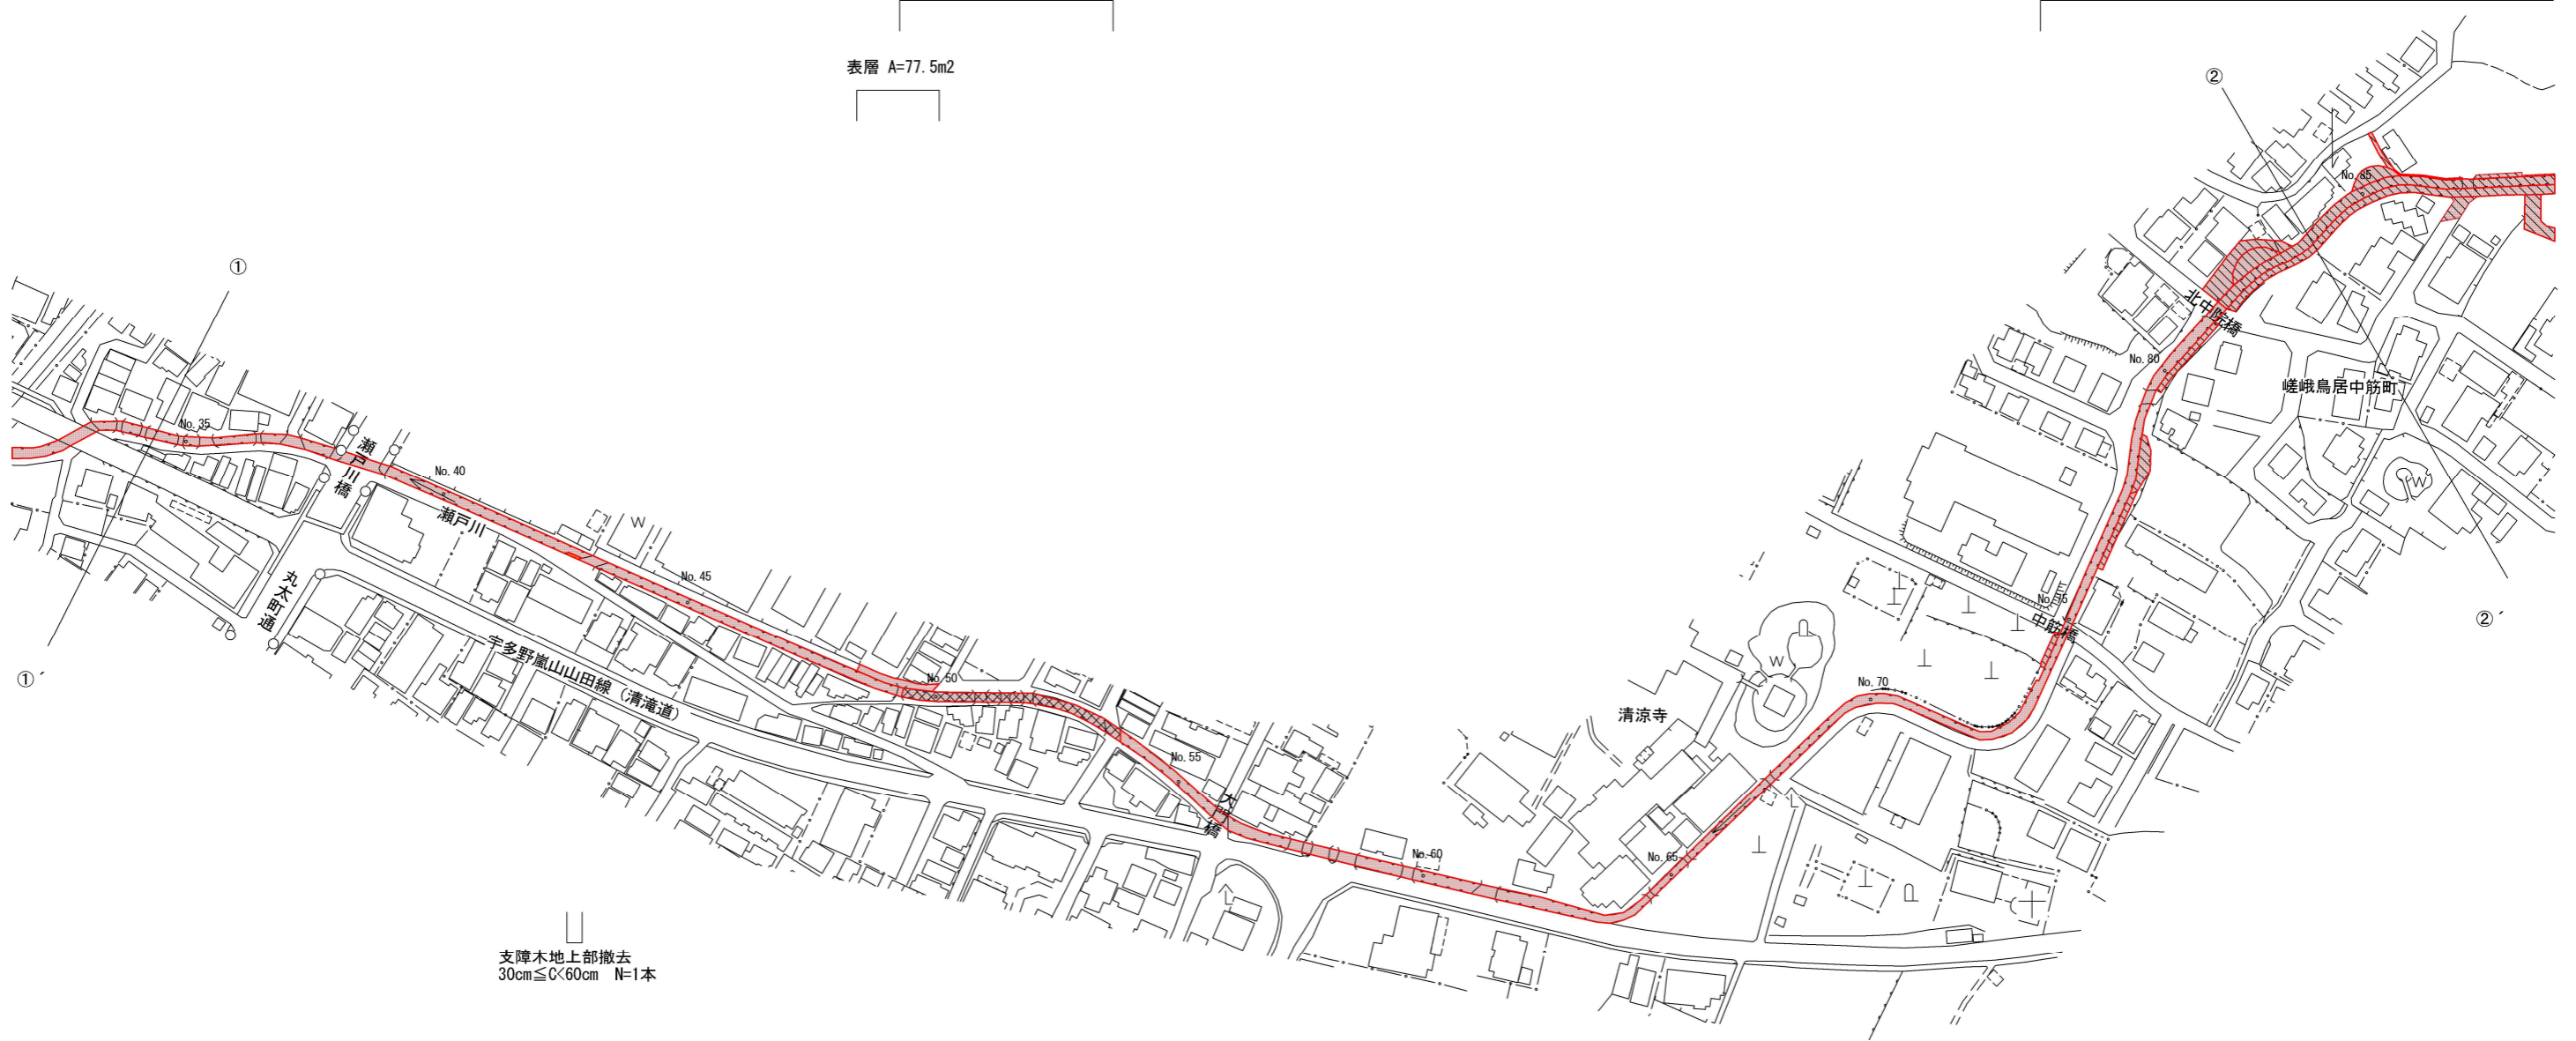 表層 A=77.5m2
②
No.85
①
北中院橋
No.80
嵯峨鳥居中筋町
No.35
瀬戸川橋
No.40
W
瀬戸川
W
No.45
丸太町通
No.75
中筋橋
②´
宇多野嵐山山田線（清滝道）
W
①´
No.50
No.70
清涼寺
No.55
大門橋
No.60
No.65
支障木地上部撤去
30cm≦C<60cm N=1本